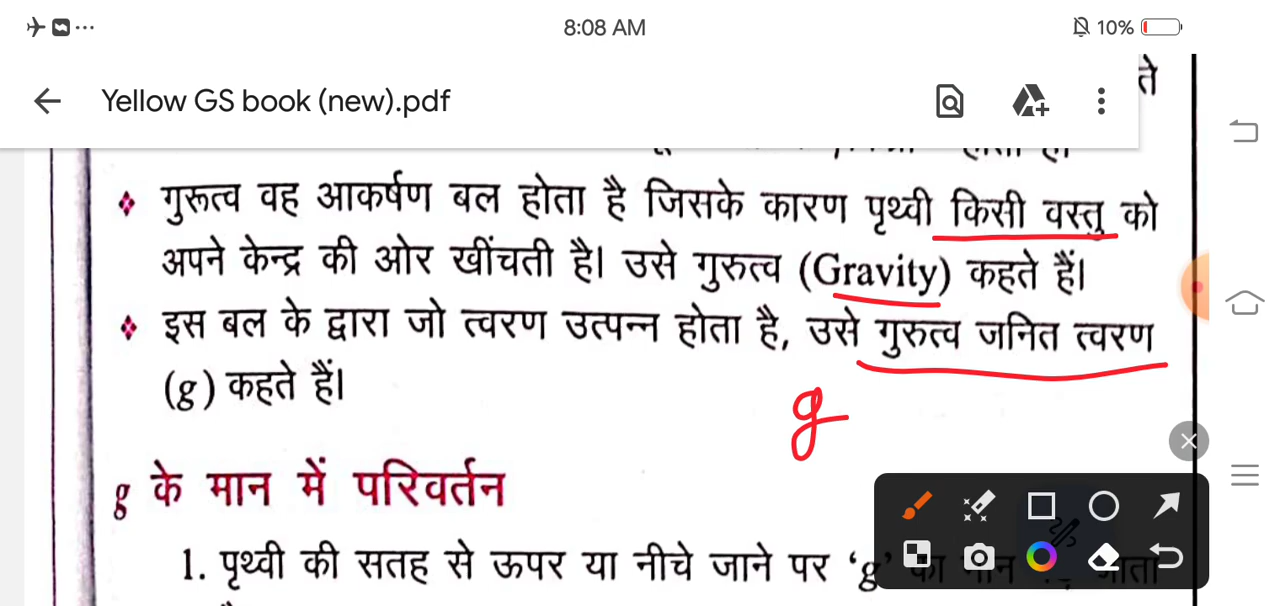 8:08 AM
10%
Yellow GS book (new).pdf
ते
गुरूत्व वह आकर्षण बल होता है जिसके कारण पृथ्वी किसी वस्तु को
अपने केन्द्र की ओर खींचती है। उसे गुरुत्व (Gravity) कहते हैं।
इस बल के द्वारा जो त्वरण उत्पन्न होता है, उसे गुरुत्व जनित त्वरण
(g) कहते हैं।
g
g के मान में परिवर्तन
1. पृथ्वी की सतह से ऊपर या नीचे जाने पर ‘g’ का मान